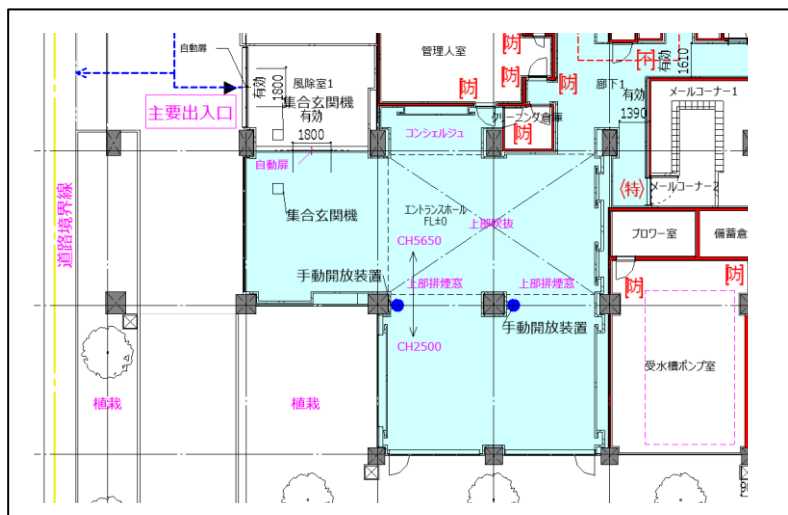 自動扉
風除室1
有効
1800
集合玄関機
有効
1800
主要出入口
管理人室
[防]
[防]
[防]
[防]
[防]
[防]
廊下1
有効
1610
有効
1390
メールコーナー1
コンシェルジュ
クリーニング倉庫
自動扉
道路境界線
集合玄関機
エントランスホール
FL±0
上部吹抜
CH5650
〈特〉
メールコーナー2
ブロワー室
備蓄倉
手動開放装置
上部排煙窓
上部排煙窓
[防]
[防]
手動開放装置
CH2500
受水槽ポンプ室
植栽
植栽